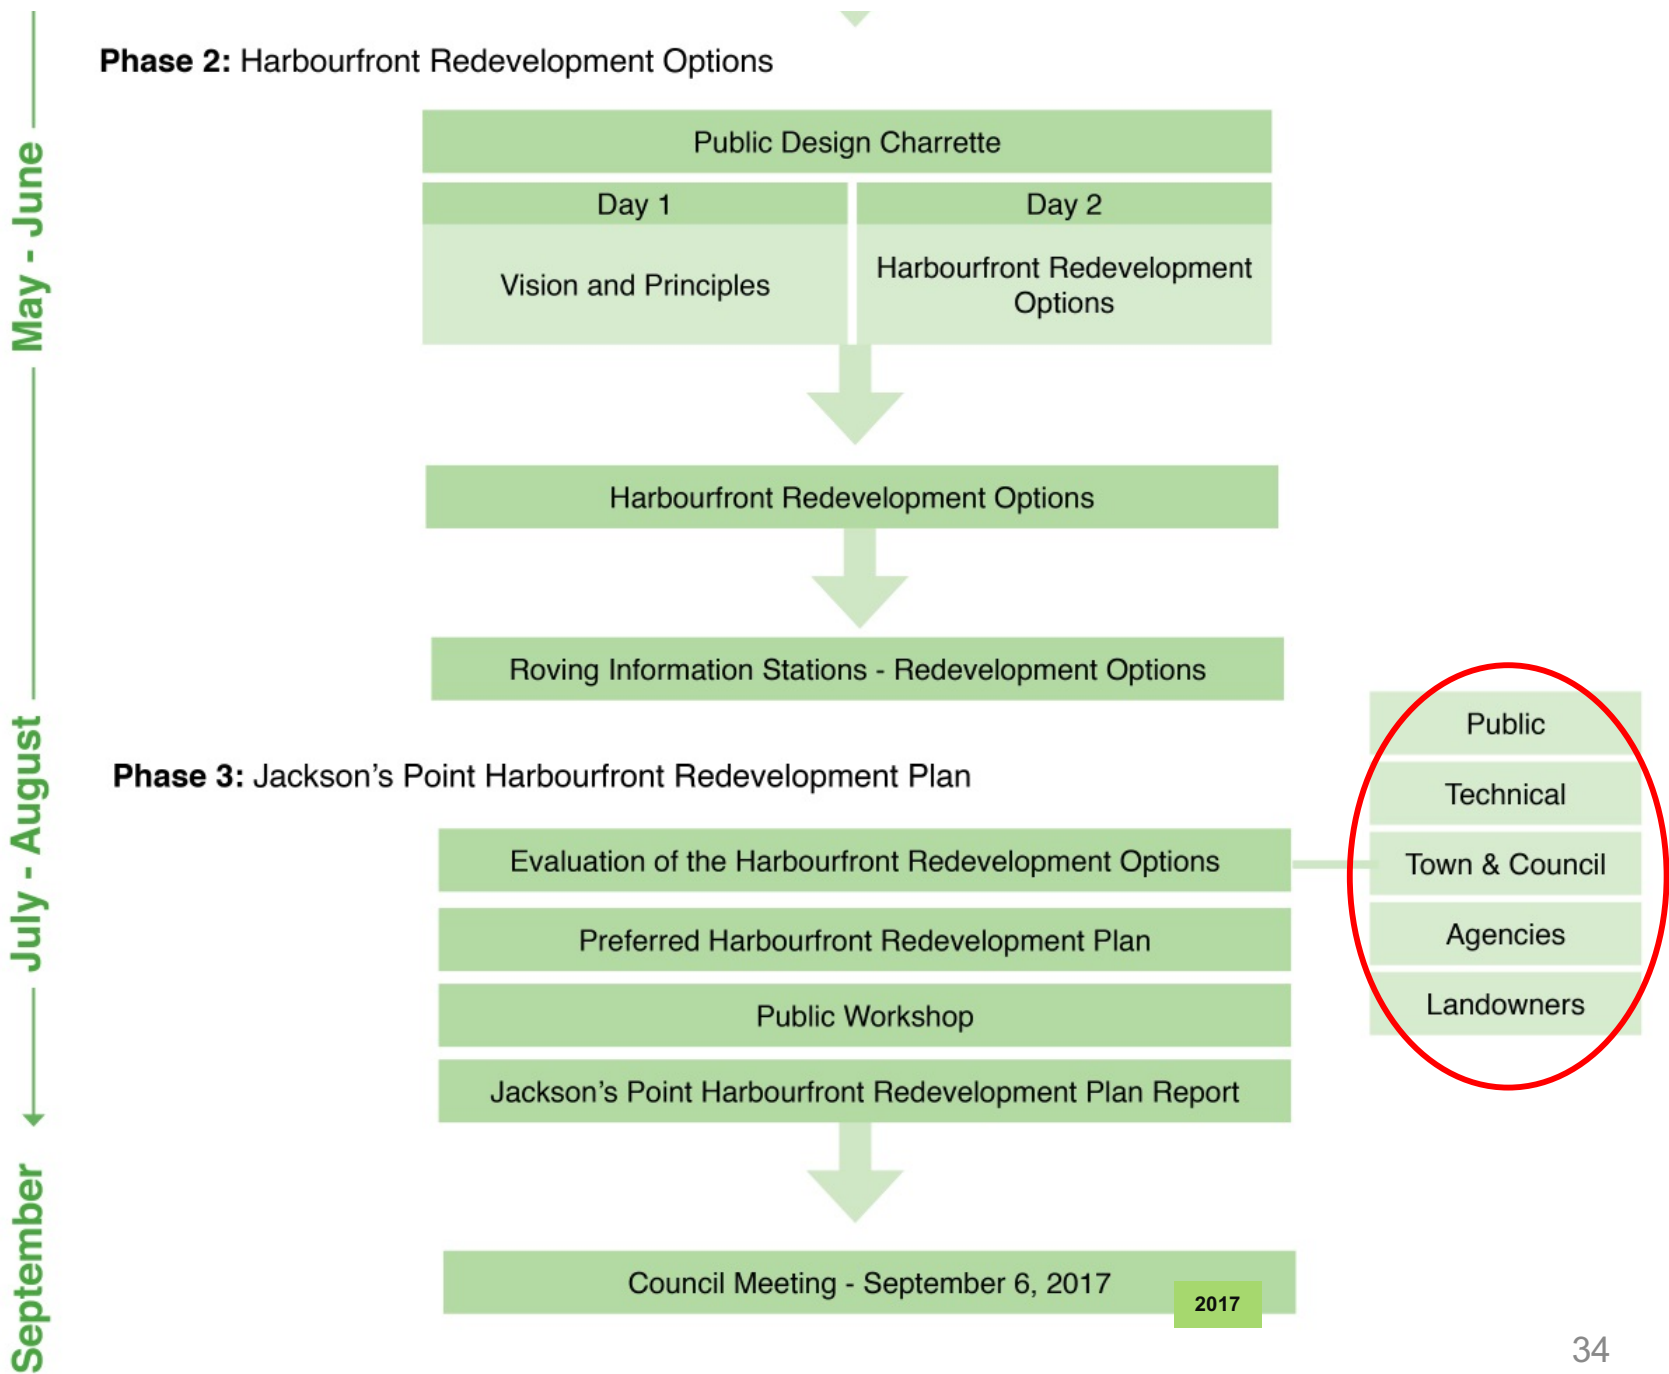 Phase 2: Harbourfront Redevelopment Options
May - June
Public Design Charrette
Day 1
Day 2
Vision and Principles
Harbourfront Redevelopment
Options
Harbourfront Redevelopment Options
Roving Information Stations - Redevelopment Options
July - August
Phase 3: Jackson’s Point Harbourfront Redevelopment Plan
Evaluation of the Harbourfront Redevelopment Options
Public
Technical
Town & Council
Agencies
Landowners
Preferred Harbourfront Redevelopment Plan
Public Workshop
Jackson’s Point Harbourfront Redevelopment Plan Report
September
Council Meeting - September 6, 2017
2017
34